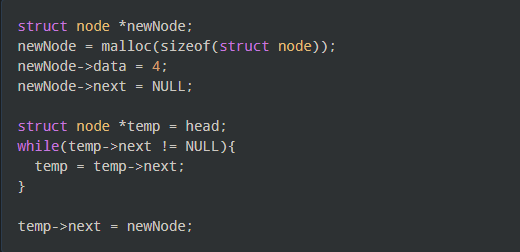 struct node *newNode;
newNode = malloc(sizeof(struct node));
newNode->data = 4;
newNode->next = NULL;

struct node *temp = head;
while(temp->next != NULL){
  temp = temp->next;
}

temp->next = newNode;